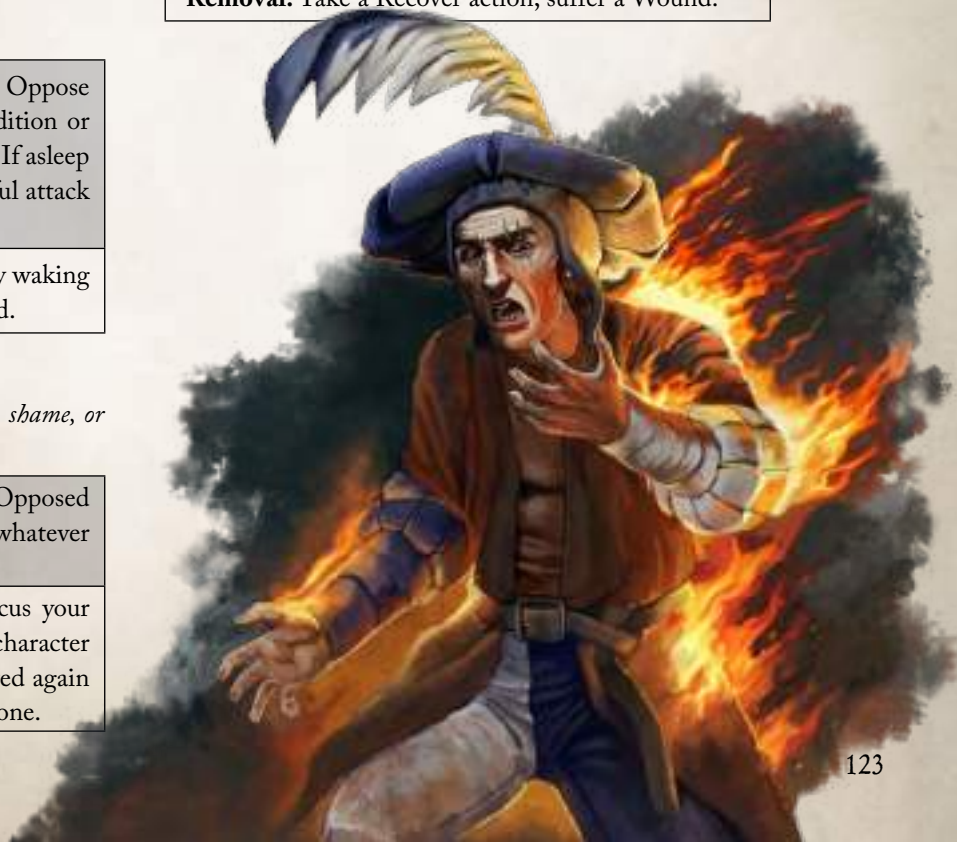 Removal: Take a Recover action, suffer a Wound.
Oppose
dition or
If asleep
ul attack
y waking
d.
shame, or
Opposed
whatever
cus your
character
ed again
one.
123